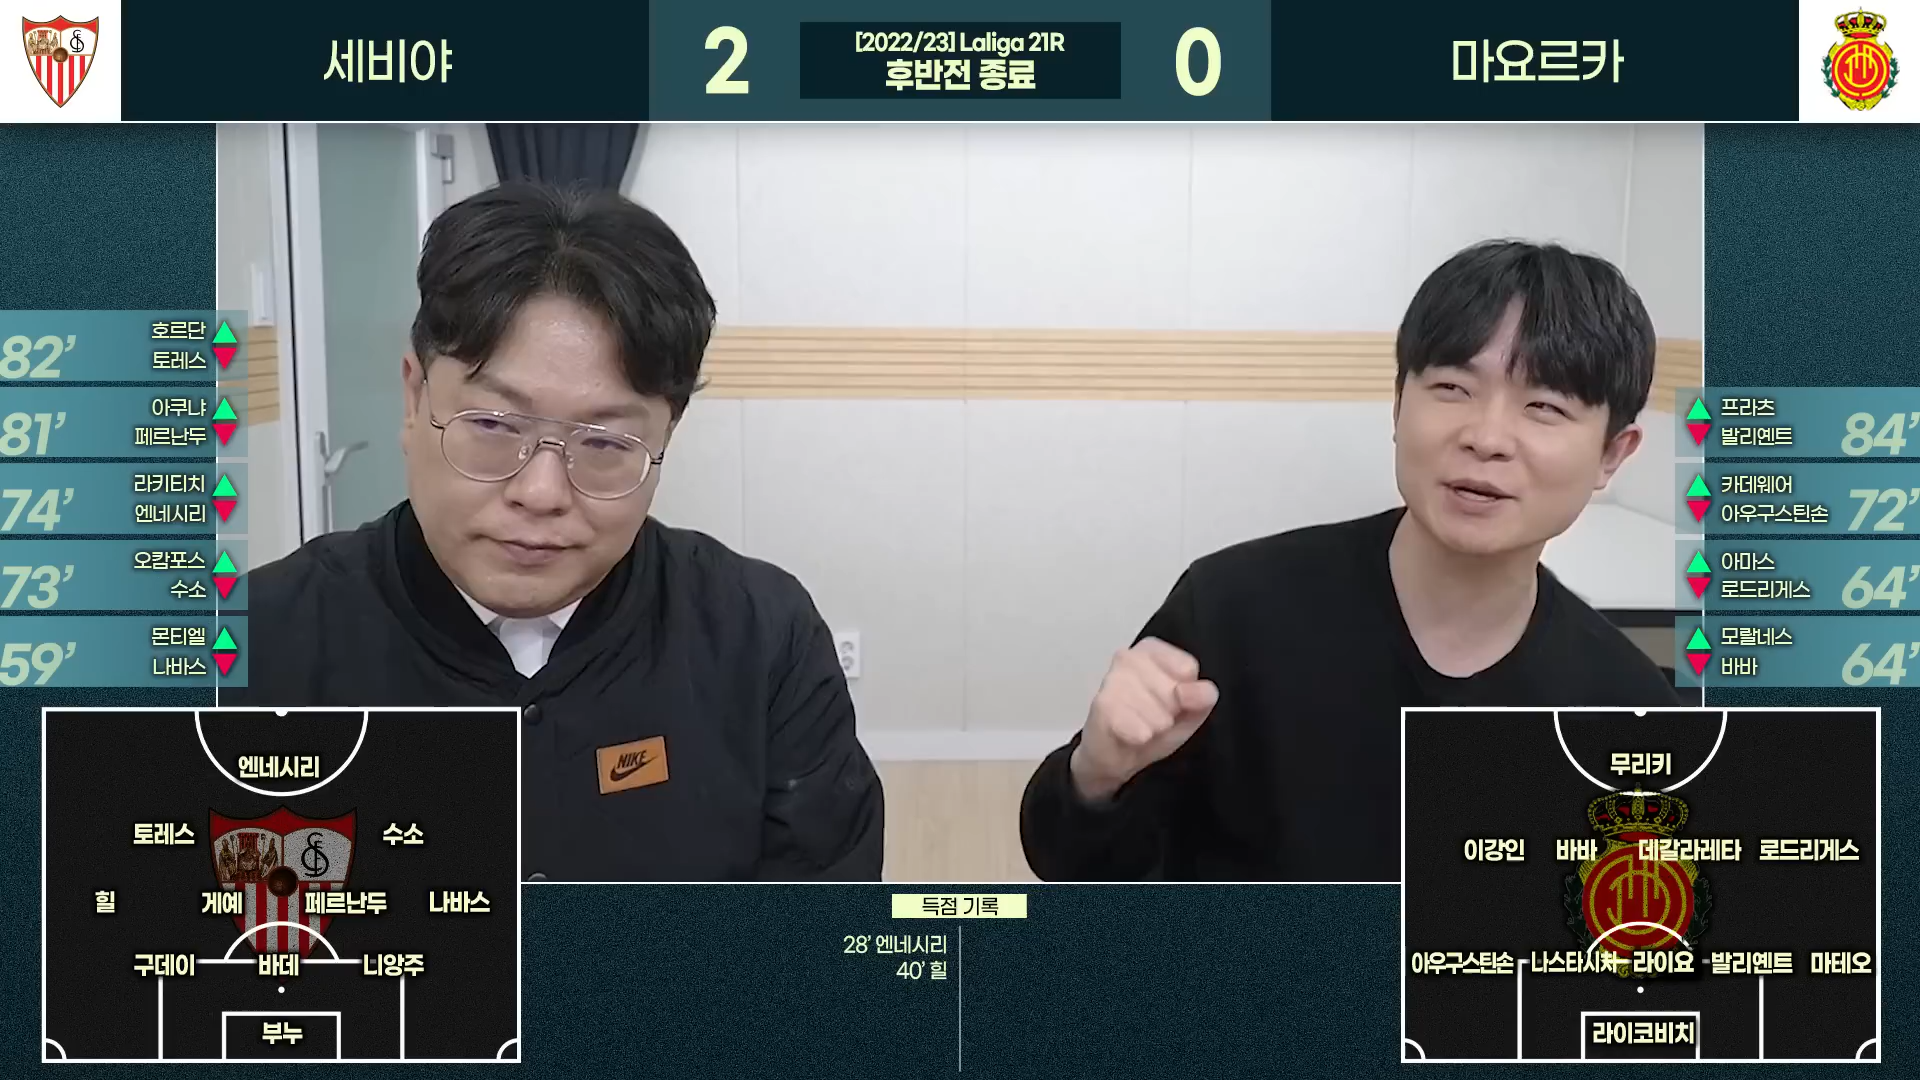 세비야
2
[2022/23] Laliga 21R
후반전 종료
0
마요르카
82’
호르단
토레스
81’
아쿠냐
페르난두
74’
라키티치
엔네시리
73’
오캄포스
수소
59’
몬티엘
나바스
프라츠
발리엔트
84’
카데웨어
아우구스틴손
72’
아마스
로드리게스
64’
모랄네스
바바
64’
NIKE
엔네시리
토레스 수소
힐 게예 페르난두 나바스
구데이 바데 니앙주
부누
득점 기록
28’ 엔네시리
40’ 힐
무리키
이강인 바바 데갈라레타 로드리게스
아우구스틴손 나스타시치 라이요 발리엔트 마테오
라이코비치